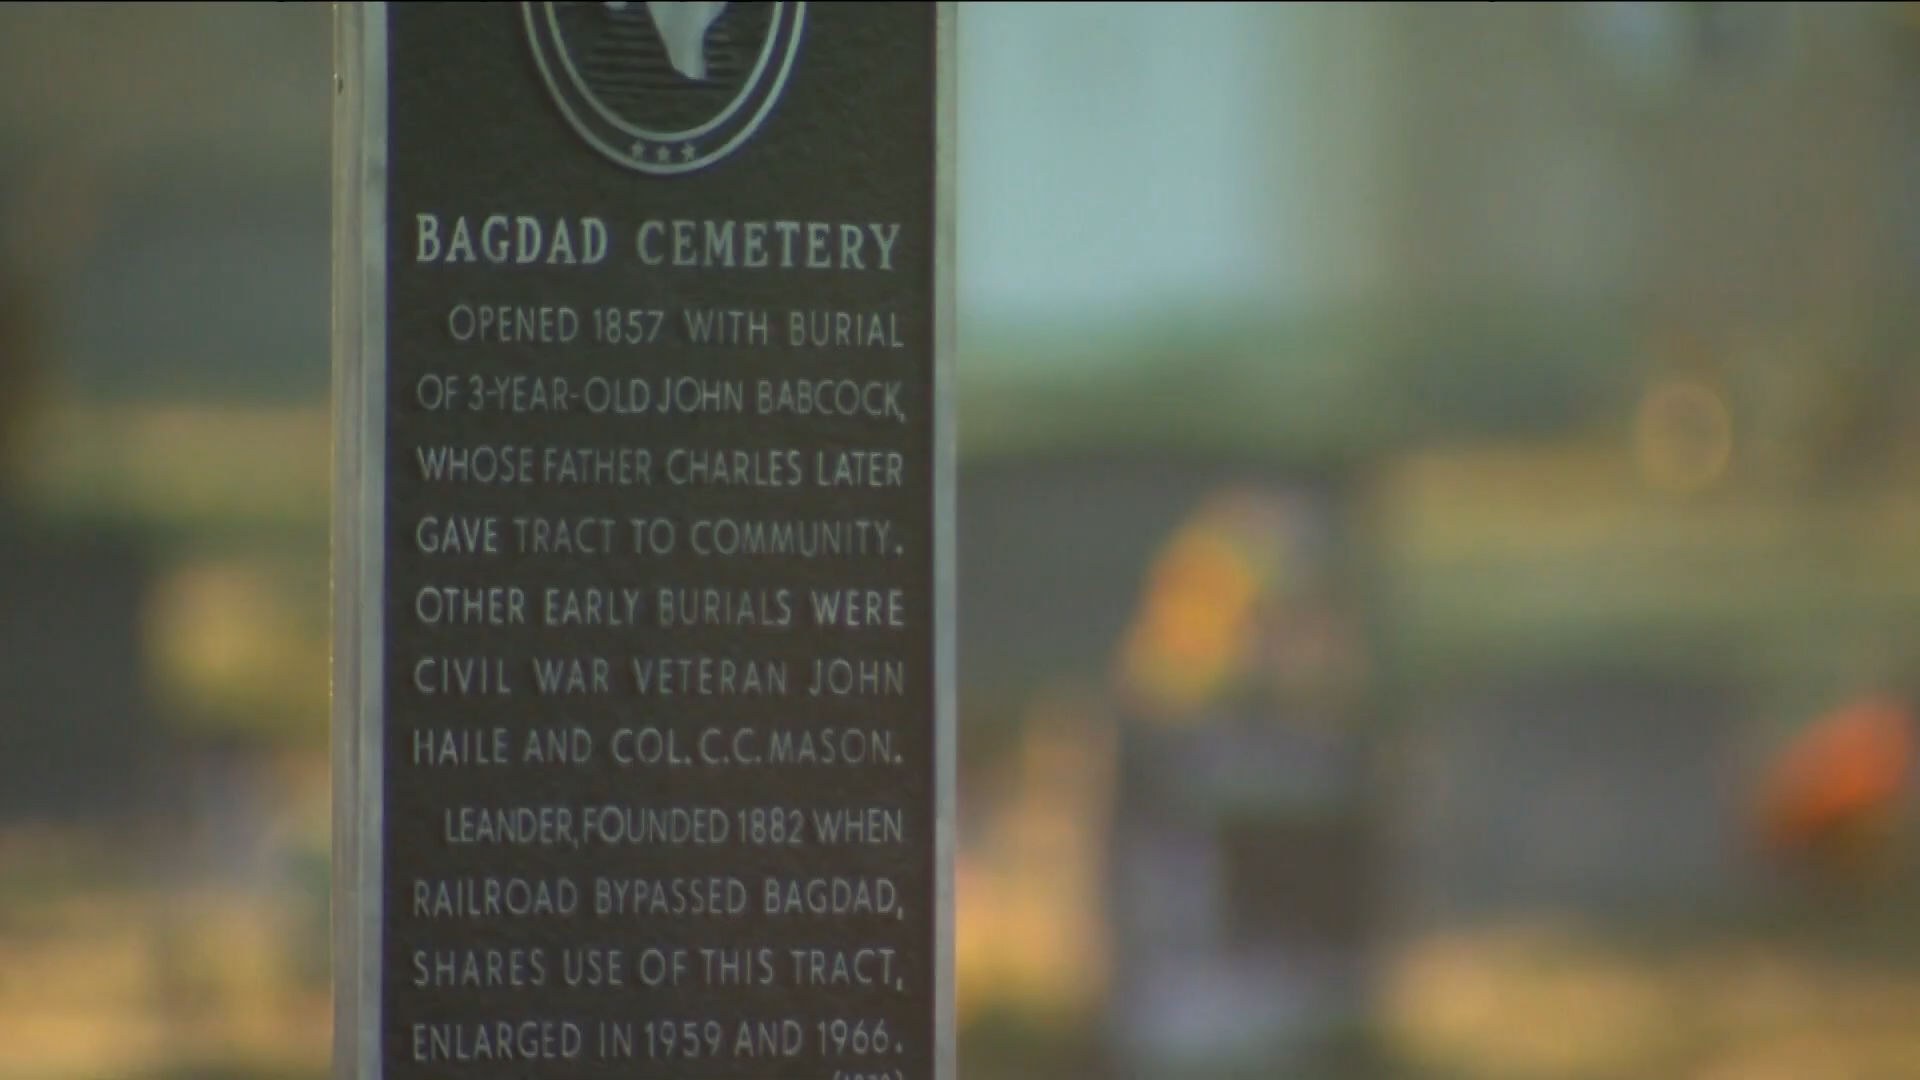 BAGDAD CEMETERY
OPENED 1857 WITH BURIAL
OF 3-YEAR-OLD JOHN BABCOCK,
WHOSE FATHER CHARLES LATER
GAVE TRACT TO COMMUNITY.
OTHER EARLY BURIALS WERE
CIVIL WAR VETERAN JOHN
HAILE AND COL. C.C. MASON.
LEANDER, FOUNDED 1882 WHEN
RAILROAD BYPASSED BAGDAD,
SHARES USE OF THIS TRACT,
ENLARGED IN 1959 AND 1966.